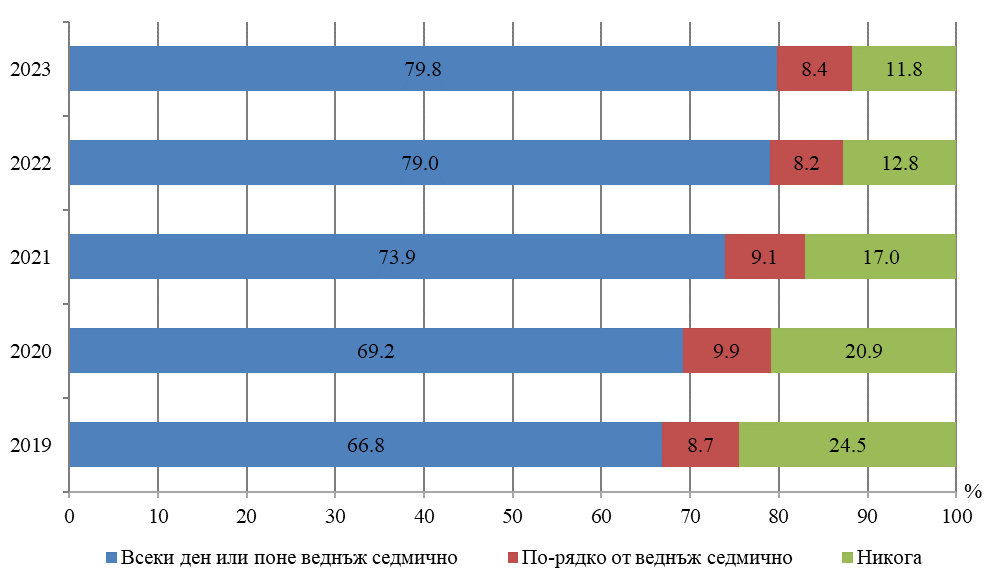 2023 79.8 8.4 11.8
2022 79.0 8.2 12.8
2021 73.9 9.1 17.0
2020 69.2 9.9 20.9
2019 66.8 8.7 24.5
%
0 10 20 30 40 50 60 70 80 90 100
Всеки ден или поне веднъж седмично По-рядко от веднъж седмично Никога